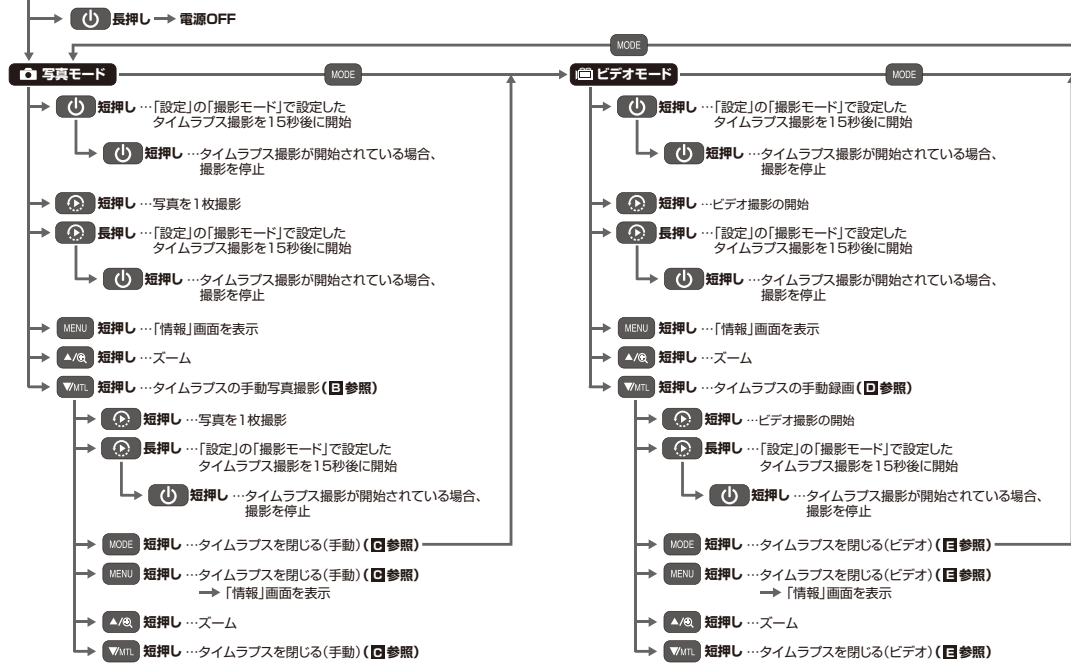 長押し 電源OFF
MODE
写真モード
MODE
短押し …「設定」の「撮影モード」で設定した
タイムラプス撮影を15秒後に開始
短押し …タイムラプス撮影が開始されている場合、
撮影を停止
短押し …写真を1枚撮影
長押し …「設定」の「撮影モード」で設定した
タイムラプス撮影を15秒後に開始
短押し …タイムラプス撮影が開始されている場合、
撮影を停止
MENU 短押し …「情報」画面を表示
▲/ 短押し …ズーム
▼/MTL 短押し …タイムラプスの手動写真撮影(B参照)
短押し …写真を1枚撮影
長押し …「設定」の「撮影モード」で設定した
タイムラプス撮影を15秒後に開始
短押し …タイムラプス撮影が開始されている場合、
撮影を停止
MODE 短押し …タイムラプスを閉じる(手動)(C参照)
MENU 短押し …タイムラプスを閉じる(手動)(C参照)
「情報」画面を表示
▲/ 短押し …ズーム
▼/MTL 短押し …タイムラプスを閉じる(手動)(C参照)
ビデオモード
MODE
短押し …「設定」の「撮影モード」で設定した
タイムラプス撮影を15秒後に開始
短押し …タイムラプス撮影が開始されている場合、
撮影を停止
短押し …ビデオ撮影の開始
長押し …「設定」の「撮影モード」で設定した
タイムラプス撮影を15秒後に開始
短押し …タイムラプス撮影が開始されている場合、
撮影を停止
MENU 短押し …「情報」画面を表示
▲/ 短押し …ズーム
▼/MTL 短押し …タイムラプスの手動録画(D参照)
短押し …ビデオ撮影の開始
長押し …「設定」の「撮影モード」で設定した
タイムラプス撮影を15秒後に開始
短押し …タイムラプス撮影が開始されている場合、
撮影を停止
MODE 短押し …タイムラプスを閉じる(ビデオ)(E参照)
MENU 短押し …タイムラプスを閉じる(ビデオ)(E参照)
「情報」画面を表示
▲/ 短押し …ズーム
▼/MTL 短押し …タイムラプスを閉じる(ビデオ)(E参照)